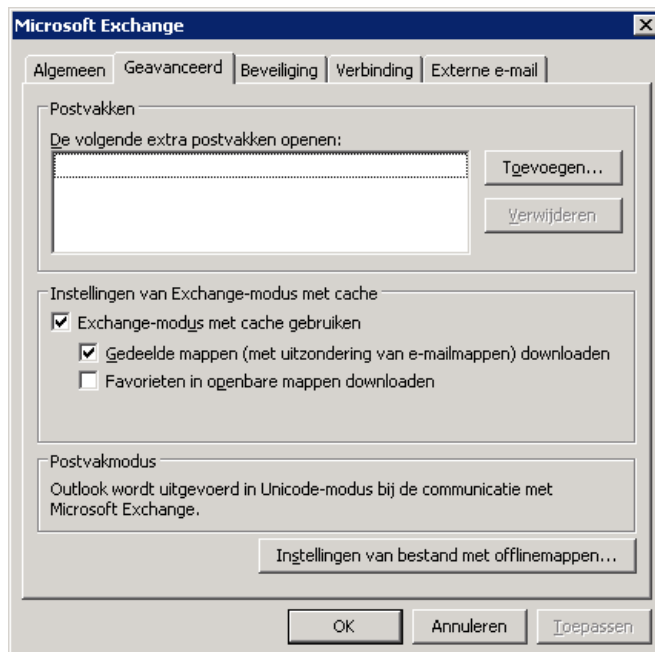 Microsoft Exchange
Algemeen Geavanceerd Beveiliging Verbinding Externe e-mail
Postvakken
De volgende extra postvakken openen:
Toevoegen...
Verwijderen
Instellingen van Exchange-modus met cache
Exchange-modus met cache gebruiken
Gedeelde mappen (met uitzondering van e-mailmappen) downloaden
Favorieten in openbare mappen downloaden
Postvakmodus
Outlook wordt uitgevoerd in Unicode-modus bij de communicatie met
Microsoft Exchange.
Instellingen van bestand met offlinemappen...
OK Annuleren Toepassen